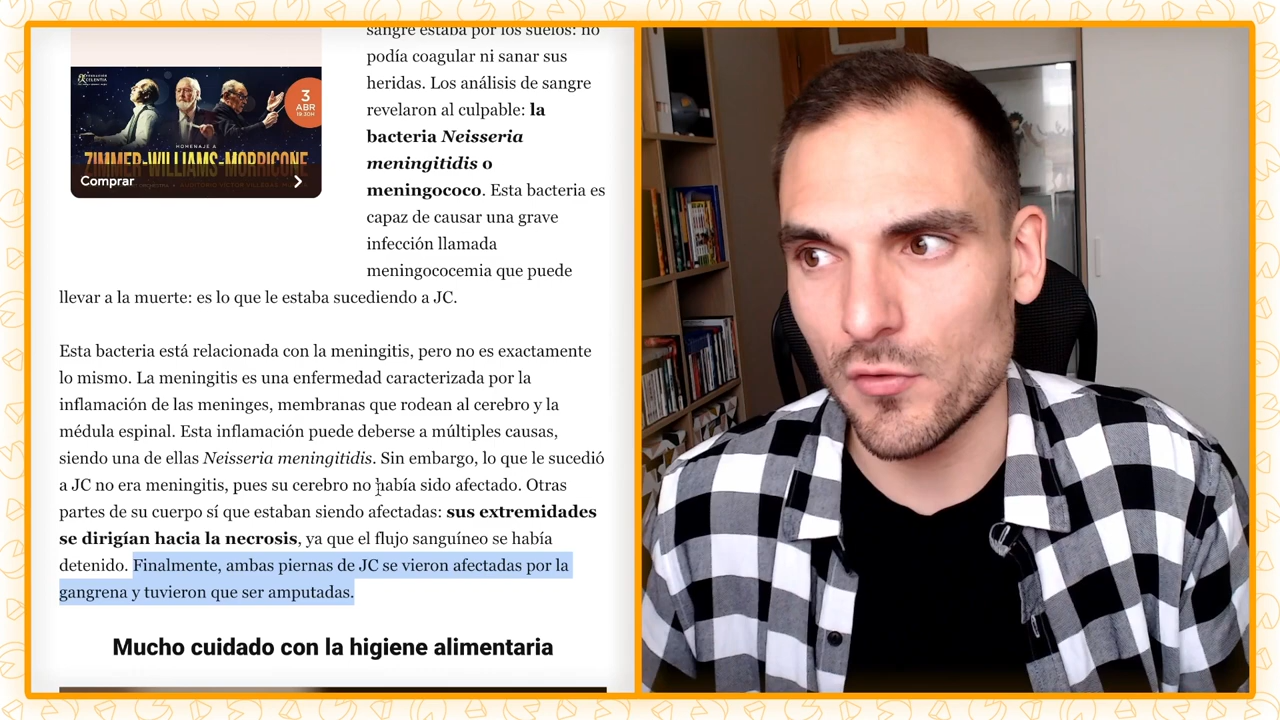 sangre estaba por los suelos: no
podía coagular ni sanar sus
heridas. Los análisis de sangre
revelaron al culpable: la
bacteria Neisseria
meningitidis o
meningococo. Esta bacteria es
capaz de causar una grave
infección llamada
meningococemia que puede
llevar a la muerte: es lo que le estaba sucediendo a JC.
3
ABR
19:30H
HOMENAJE A
ZIMMER-WILLIAMS-MORRICONE
Comprar
Esta bacteria está relacionada con la meningitis, pero no es exactamente
lo mismo. La meningitis es una enfermedad caracterizada por la
inflamación de las meninges, membranas que rodean al cerebro y la
médula espinal. Esta inflamación puede deberse a múltiples causas,
siendo una de ellas Neisseria meningitidis. Sin embargo, lo que le sucedió
a JC no era meningitis, pues su cerebro no había sido afectado. Otras
partes de su cuerpo sí que estaban siendo afectadas: sus extremidades
se dirigían hacia la necrosis, ya que el flujo sanguíneo se había
detenido. Finalmente, ambas piernas de JC se vieron afectadas por la
gangrena y tuvieron que ser amputadas.
Mucho cuidado con la higiene alimentaria